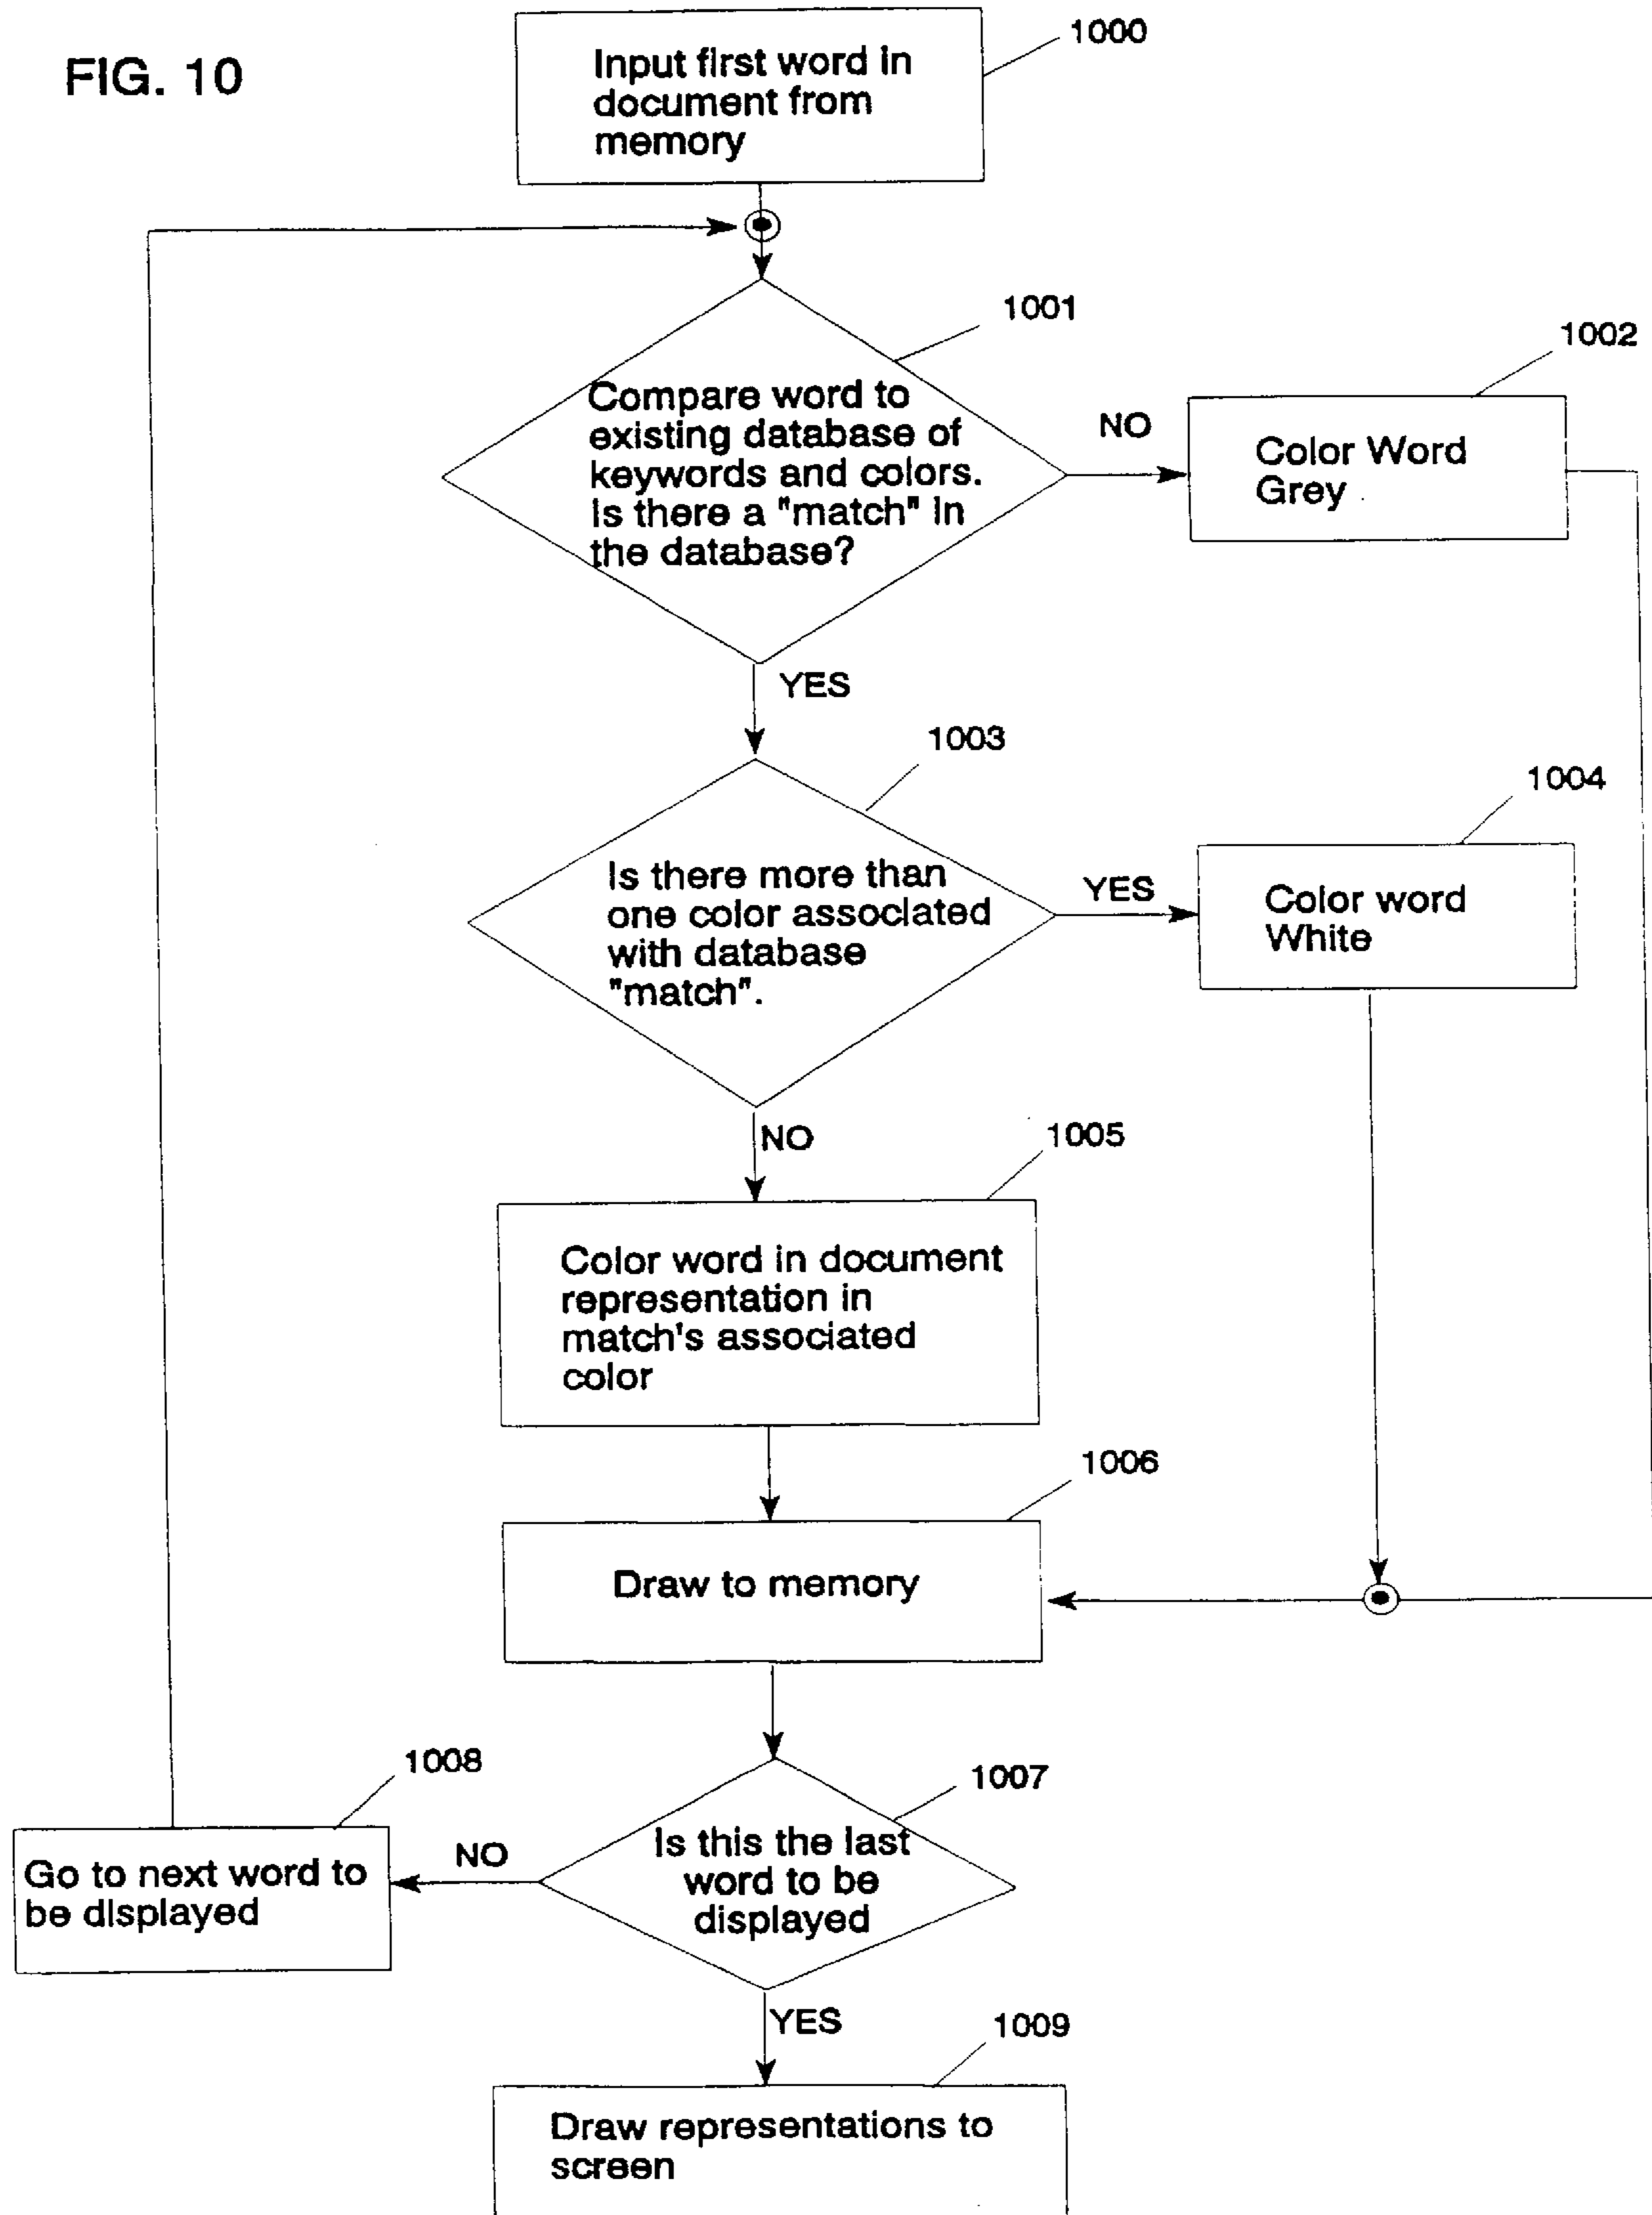 FIG. 10
1000
Input first word in
document from
memory
1001
Compare word to
existing database of
keywords and colors.
Is there a "match" in
the database?
NO
1002
Color Word
Grey
YES
1003
Is there more than
one color associated
with database
"match".
YES
1004
Color word
White
NO
1005
Color word in document
representation in
match's associated
color
1006
Draw to memory
1007
Is this the last
word to be
displayed
NO
1008
Go to next word to
be displayed
YES
1009
Draw representations to
screen